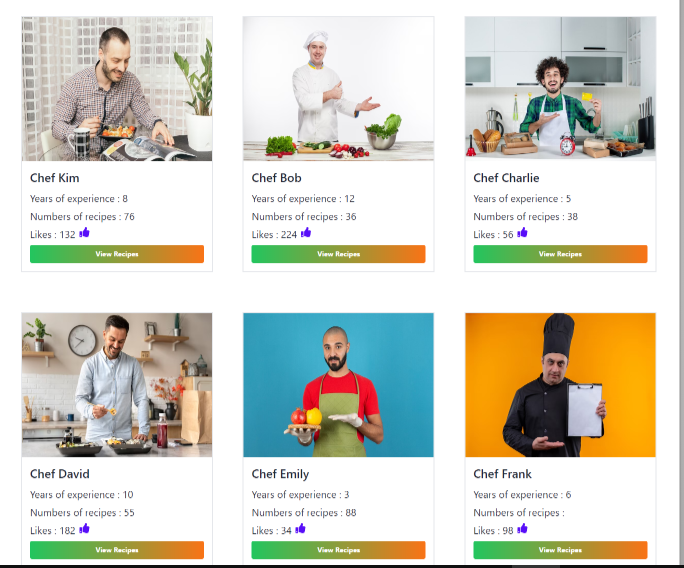 Chef Kim
Years of experience : 8
Numbers of recipes : 76
Likes : 132
View Recipes
Chef Bob
Years of experience : 12
Numbers of recipes : 36
Likes : 224
View Recipes
Chef Charlie
Years of experience : 5
Numbers of recipes : 38
Likes : 56
View Recipes
Chef David
Years of experience : 10
Numbers of recipes : 55
Likes : 182
View Recipes
Chef Emily
Years of experience : 3
Numbers of recipes : 88
Likes : 34
View Recipes
Chef Frank
Years of experience : 6
Numbers of recipes :
Likes : 98
View Recipes